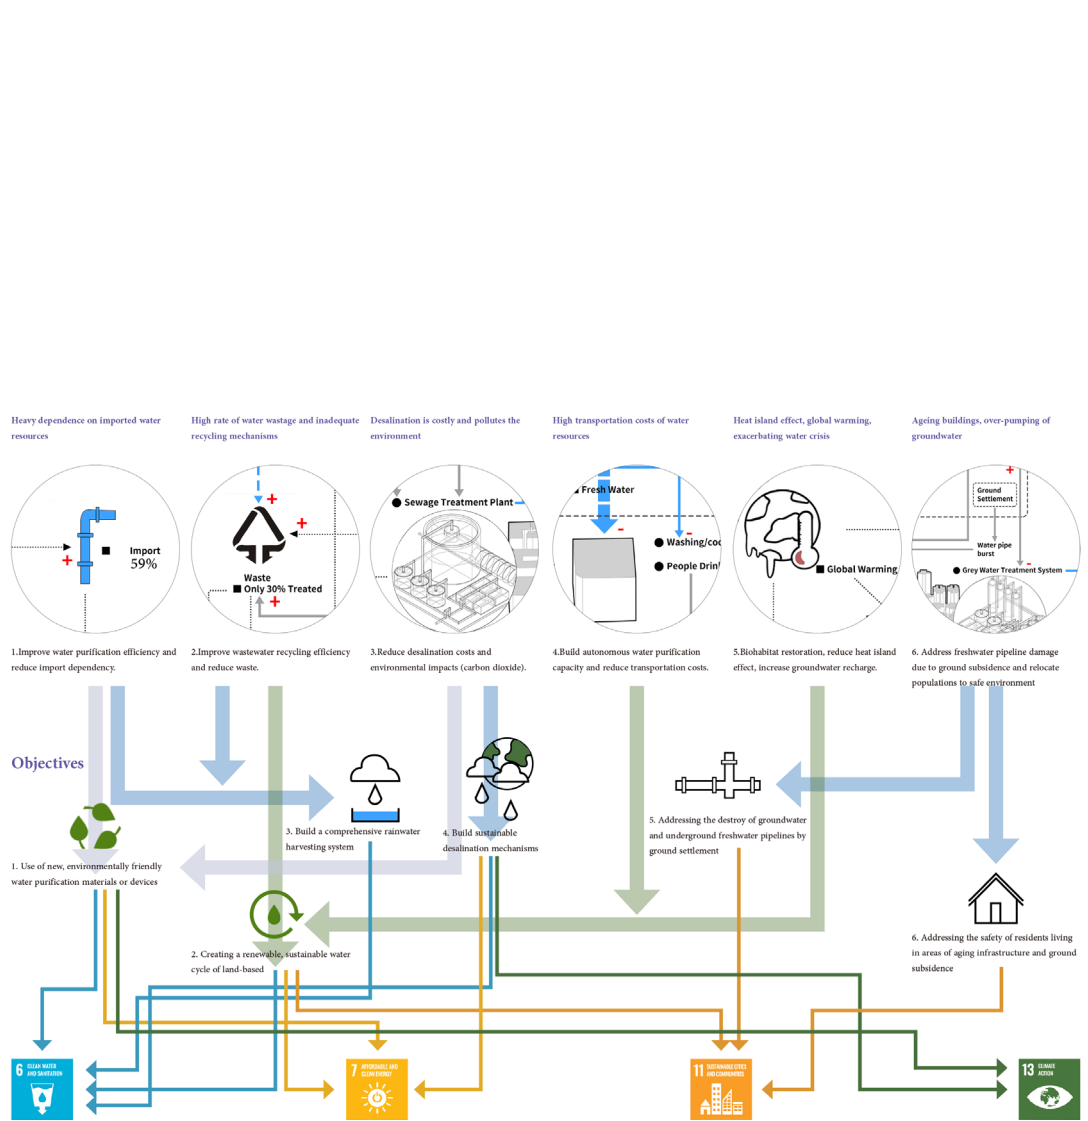 Heavy dependence on imported water
resources
High rate of water wastage and inadequate
recycling mechanisms
Desalination is costly and pollutes the
environment
High transportation costs of water
resources
Heat island effect, global warming,
exacerbating water crisis
Ageing buildings, over-pumping of
groundwater
+
Import
59%
+
+
Waste
Only 30% Treated
+
Sewage Treatment Plant
Fresh Water
-
-
Washing/coo
People Drin
Global Warming
+
Ground
Settlement
Water pipe
burst
-
Grey Water Treatment System
1.Improve water purification efficiency and
reduce import dependency.
2.Improve wastewater recycling efficiency
and reduce waste.
3.Reduce desalination costs and
environmental impacts (carbon dioxide).
4.Build autonomous water purification
capacity and reduce transportation costs.
5.Biohabitat restoration, reduce heat island
effect, increase groundwater recharge.
6. Address freshwater pipeline damage
due to ground subsidence and relocate
populations to safe environment
Objectives
1. Use of new, environmentally friendly
water purification materials or devices
2. Creating a renewable, sustainable water
cycle of land-based
3. Build a comprehensive rainwater
harvesting system
4. Build sustainable
desalination mechanisms
5. Addressing the destroy of groundwater
and underground freshwater pipelines by
ground settlement
6. Addressing the safety of residents living
in areas of aging infrastructure and ground
subsidence
6 CLEAN WATER
AND SANITATION
7 AFFORDABLE AND
CLEAN ENERGY
11 SUSTAINABLE CITIES
AND COMMUNITIES
13 CLIMATE
ACTION